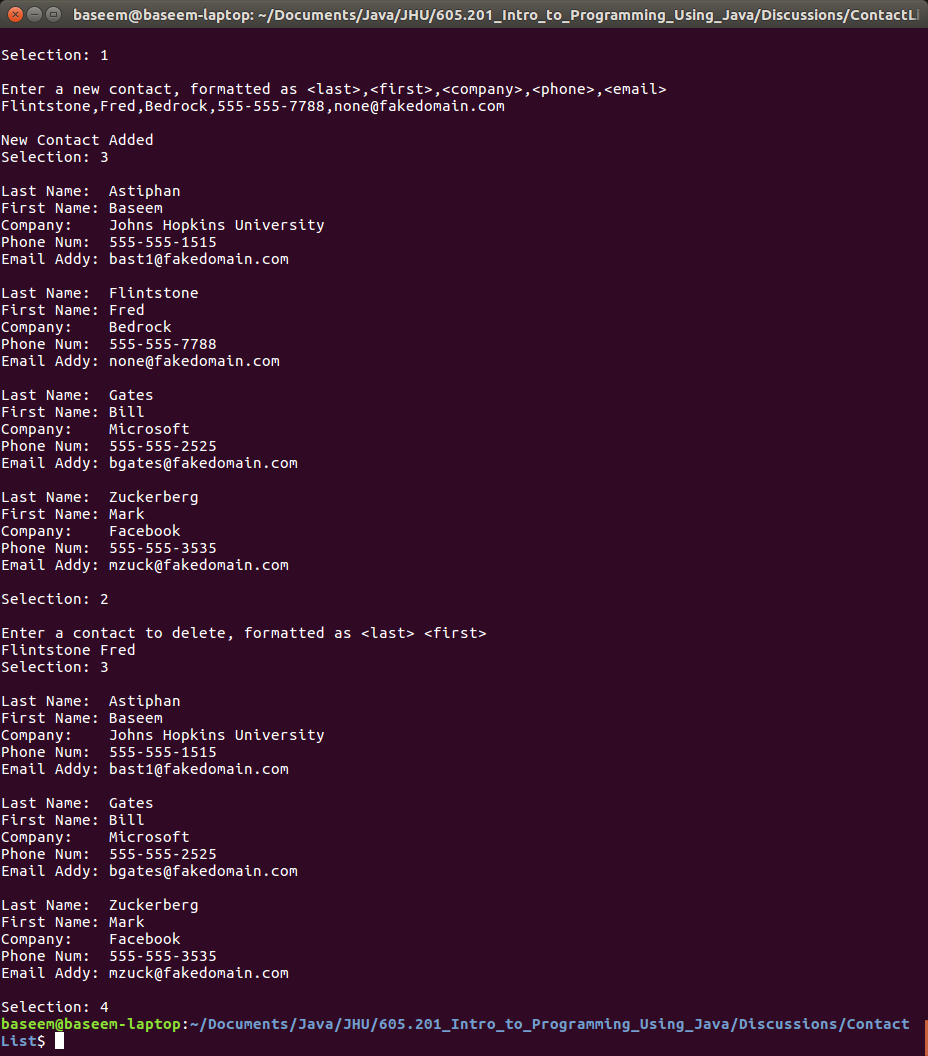 baseem@baseem-laptop: ~/Documents/Java/JHU/605.201_Intro_to_Programming_Using_Java/Discussions/ContactLi
Selection: 1
Enter a new contact, formatted as <last>,<first>,<company>,<phone>,<email>
Flintstone,Fred,Bedrock,555-555-7788,none@fakedomain.com
New Contact Added
Selection: 3
Last Name:  Astiphan
First Name: Baseem
Company:    Johns Hopkins University
Phone Num:  555-555-1515
Email Addy: bast1@fakedomain.com
Last Name:  Flintstone
First Name: Fred
Company:    Bedrock
Phone Num:  555-555-7788
Email Addy: none@fakedomain.com
Last Name:  Gates
First Name: Bill
Company:    Microsoft
Phone Num:  555-555-2525
Email Addy: bgates@fakedomain.com
Last Name:  Zuckerberg
First Name: Mark
Company:    Facebook
Phone Num:  555-555-3535
Email Addy: mzuck@fakedomain.com
Selection: 2
Enter a contact to delete, formatted as <last> <first>
Flintstone Fred
Selection: 3
Last Name:  Astiphan
First Name: Baseem
Company:    Johns Hopkins University
Phone Num:  555-555-1515
Email Addy: bast1@fakedomain.com
Last Name:  Gates
First Name: Bill
Company:    Microsoft
Phone Num:  555-555-2525
Email Addy: bgates@fakedomain.com
Last Name:  Zuckerberg
First Name: Mark
Company:    Facebook
Phone Num:  555-555-3535
Email Addy: mzuck@fakedomain.com
Selection: 4
baseem@baseem-laptop:~/Documents/Java/JHU/605.201_Intro_to_Programming_Using_Java/Discussions/Contact
List$